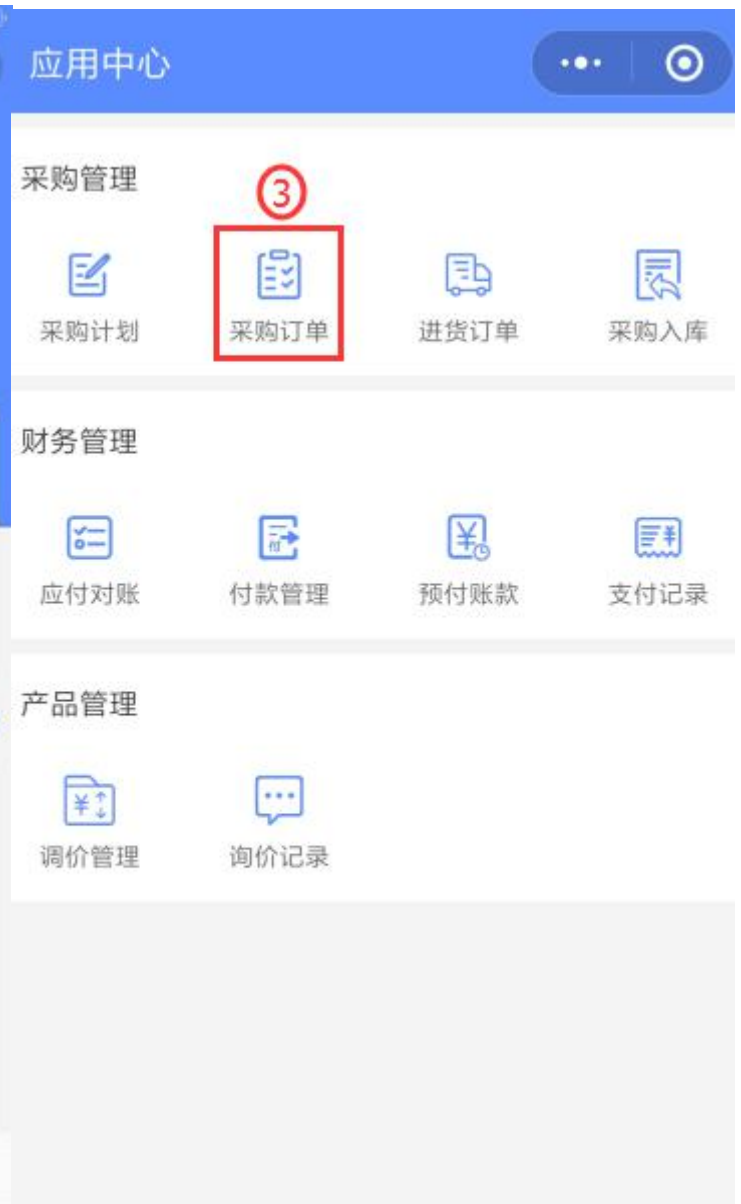 应用中心
采购管理
③
采购计划 采购订单 进货订单 采购入库
财务管理
应付对账 付款管理 预付账款 支付记录
产品管理
调价管理 询价记录